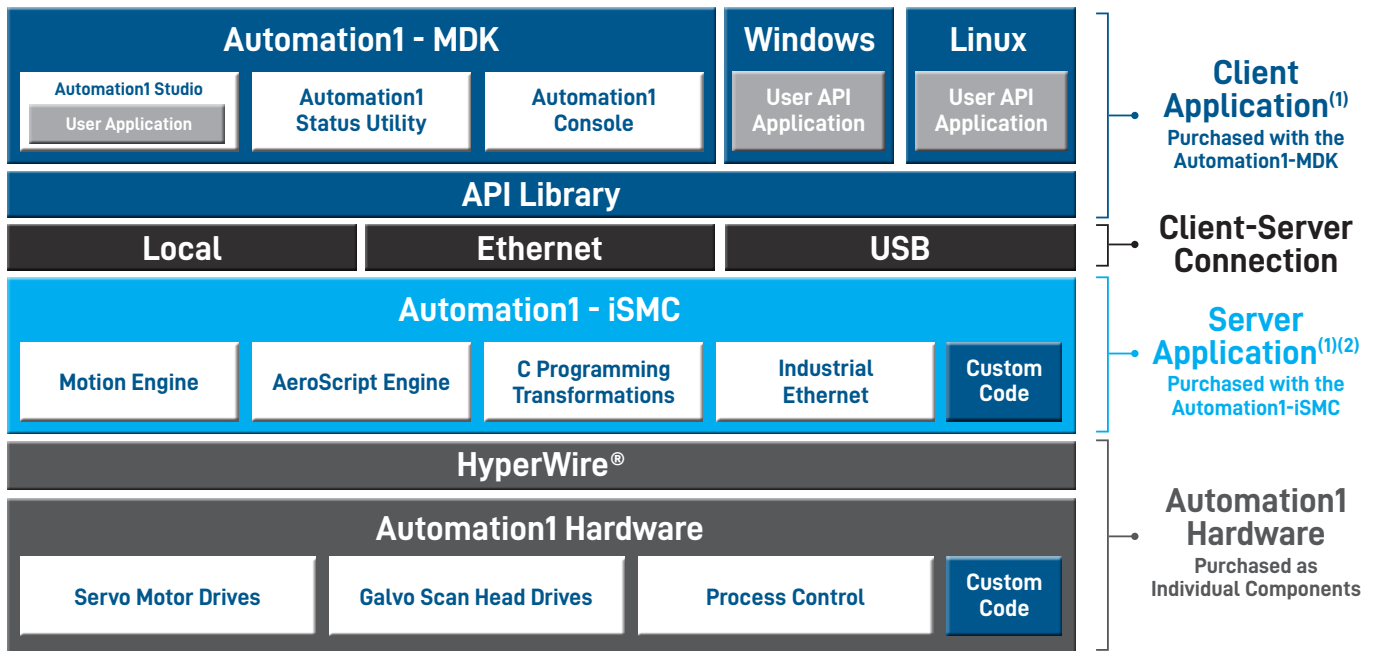 Automation1 - MDK
Automation1 Studio
User Application
Automation1
Status Utility
Automation1
Console
Windows
User API
Application
Linux
User API
Application
API Library
Client
Application(1)
Purchased with the
Automation1-MDK
Local
Ethernet
USB
Client-Server
Connection
Automation1 - iSMC
Motion Engine
AeroScript Engine
C Programming
Transformations
Industrial
Ethernet
Custom
Code
Server
Application(1)(2)
Purchased with the
Automation1-iSMC
HyperWire®
Automation1 Hardware
Servo Motor Drives
Galvo Scan Head Drives
Process Control
Custom
Code
Automation1
Hardware
Purchased as
Individual Components